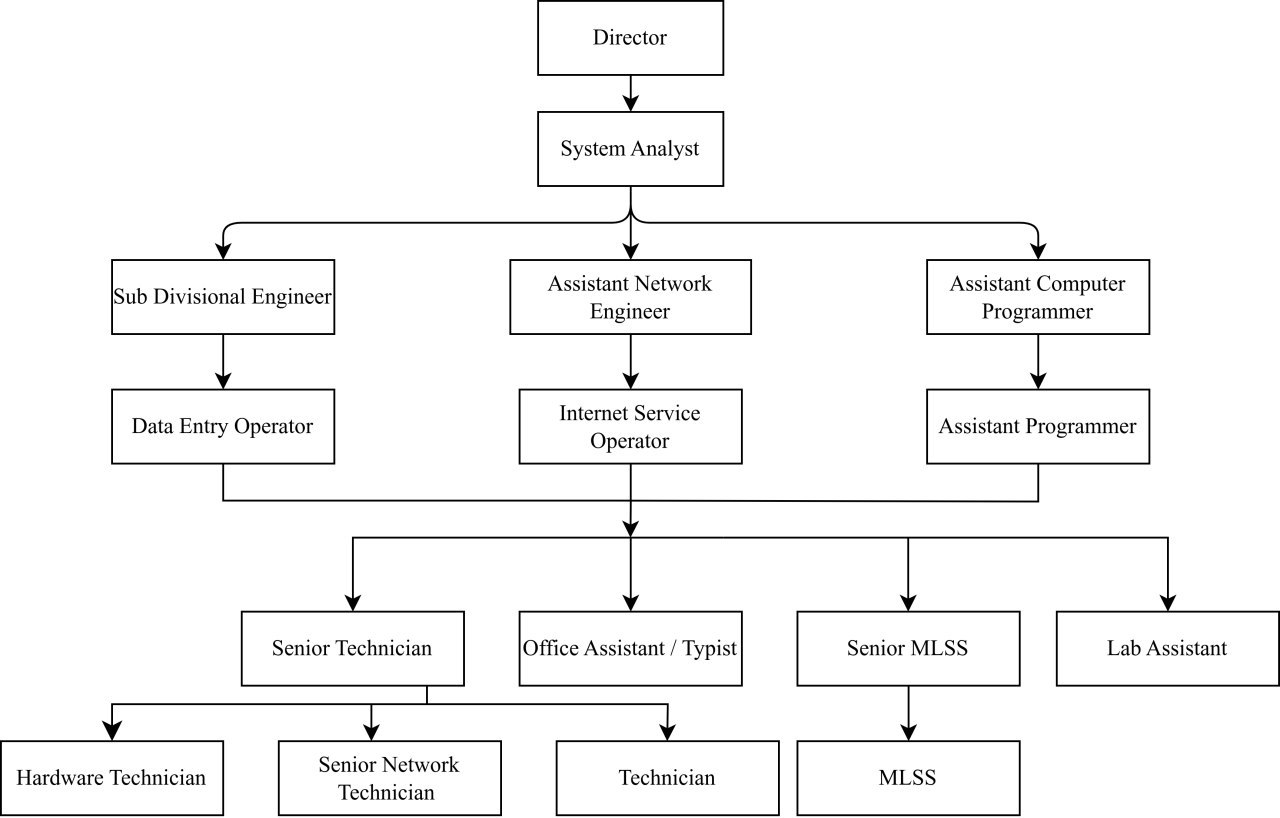 Director
System Analyst
Sub Divisional Engineer
Assistant Network
Engineer
Assistant Computer
Programmer
Data Entry Operator
Internet Service
Operator
Assistant Programmer
Senior Technician
Office Assistant / Typist
Senior MLSS
Lab Assistant
Hardware Technician
Senior Network
Technician
Technician
MLSS